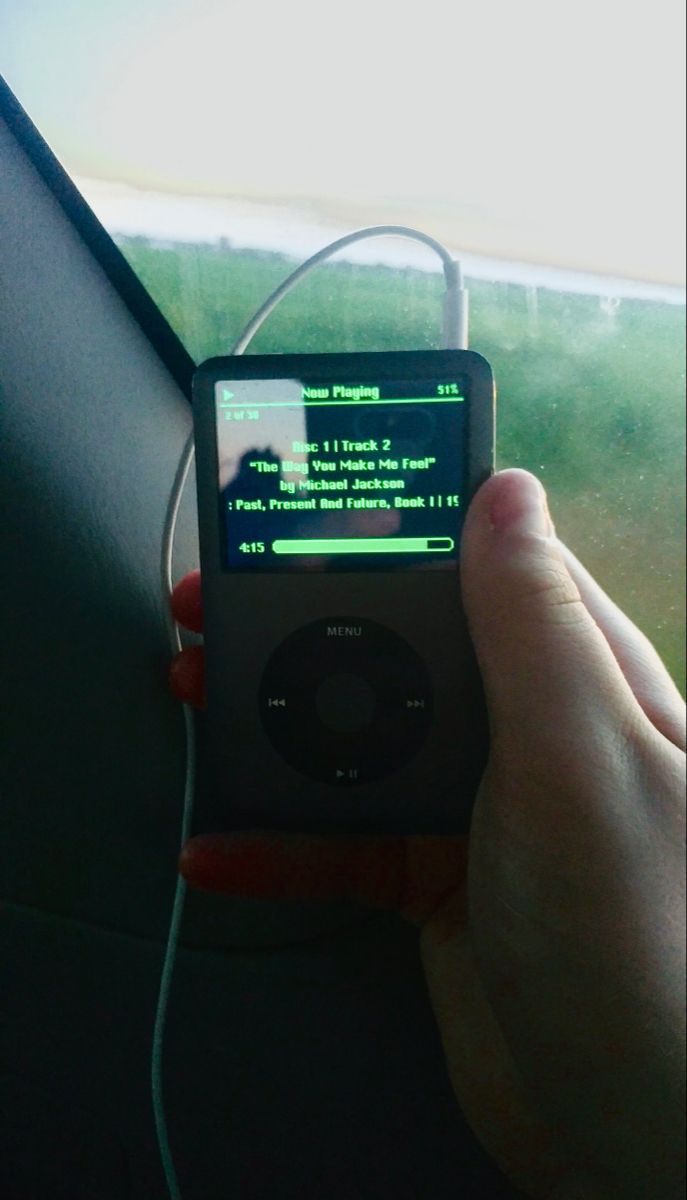 Now Playing 51%
2 of 30
Disc 1 | Track 2
"The Way You Make Me Feel"
by Michael Jackson
: Past, Present And Future, Book I | 19
4:15
MENU